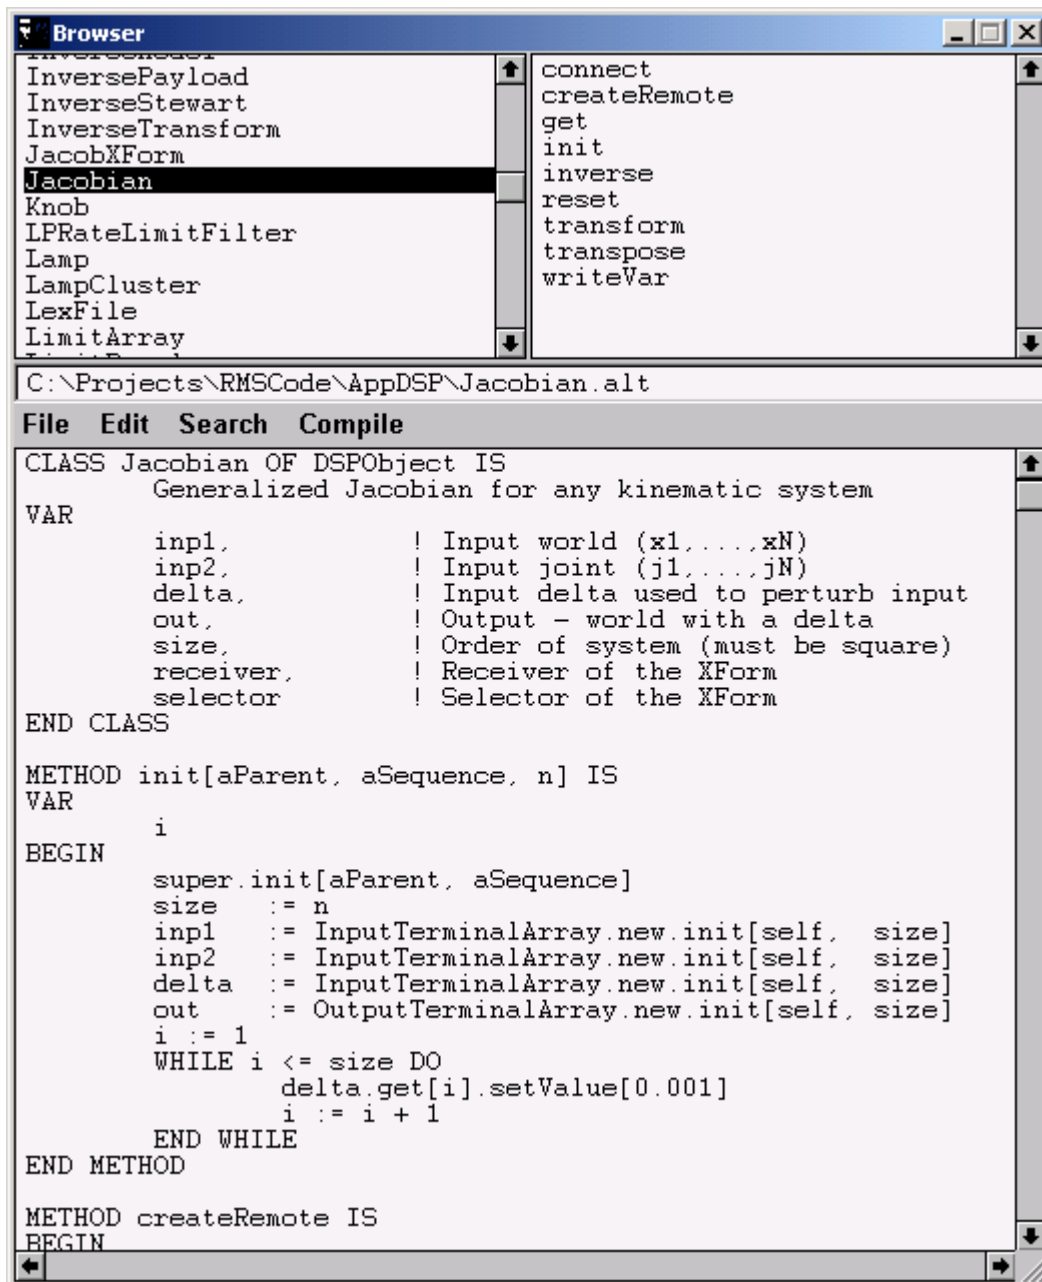 Browser
InversePayload
InverseStewart
InverseTransform
JacobXForm
Jacobian
Knob
LPRateLimitFilter
Lamp
LampCluster
LexFile
LimitArray
connect
createRemote
get
init
inverse
reset
transform
transpose
writeVar
C:\Projects\RMSCode\AppDSP\Jacobian.alt
File Edit Search Compile
CLASS Jacobian OF DSPObject IS
Generalized Jacobian for any kinematic system
VAR
inp1, ! Input world (x1,...,xN)
inp2, ! Input joint (j1,...,jN)
delta, ! Input delta used to perturb input
out, ! Output - world with a delta
size, ! Order of system (must be square)
receiver, ! Receiver of the XForm
selector ! Selector of the XForm
END CLASS
METHOD init[aParent, aSequence, n] IS
VAR
i
BEGIN
super.init[aParent, aSequence]
size := n
inp1 := InputTerminalArray.new.init[self, size]
inp2 := InputTerminalArray.new.init[self, size]
delta := InputTerminalArray.new.init[self, size]
out := OutputTerminalArray.new.init[self, size]
i := 1
WHILE i <= size DO
delta.get[i].setValue[0.001]
i := i + 1
END WHILE
END METHOD
METHOD createRemote IS
BEGIN